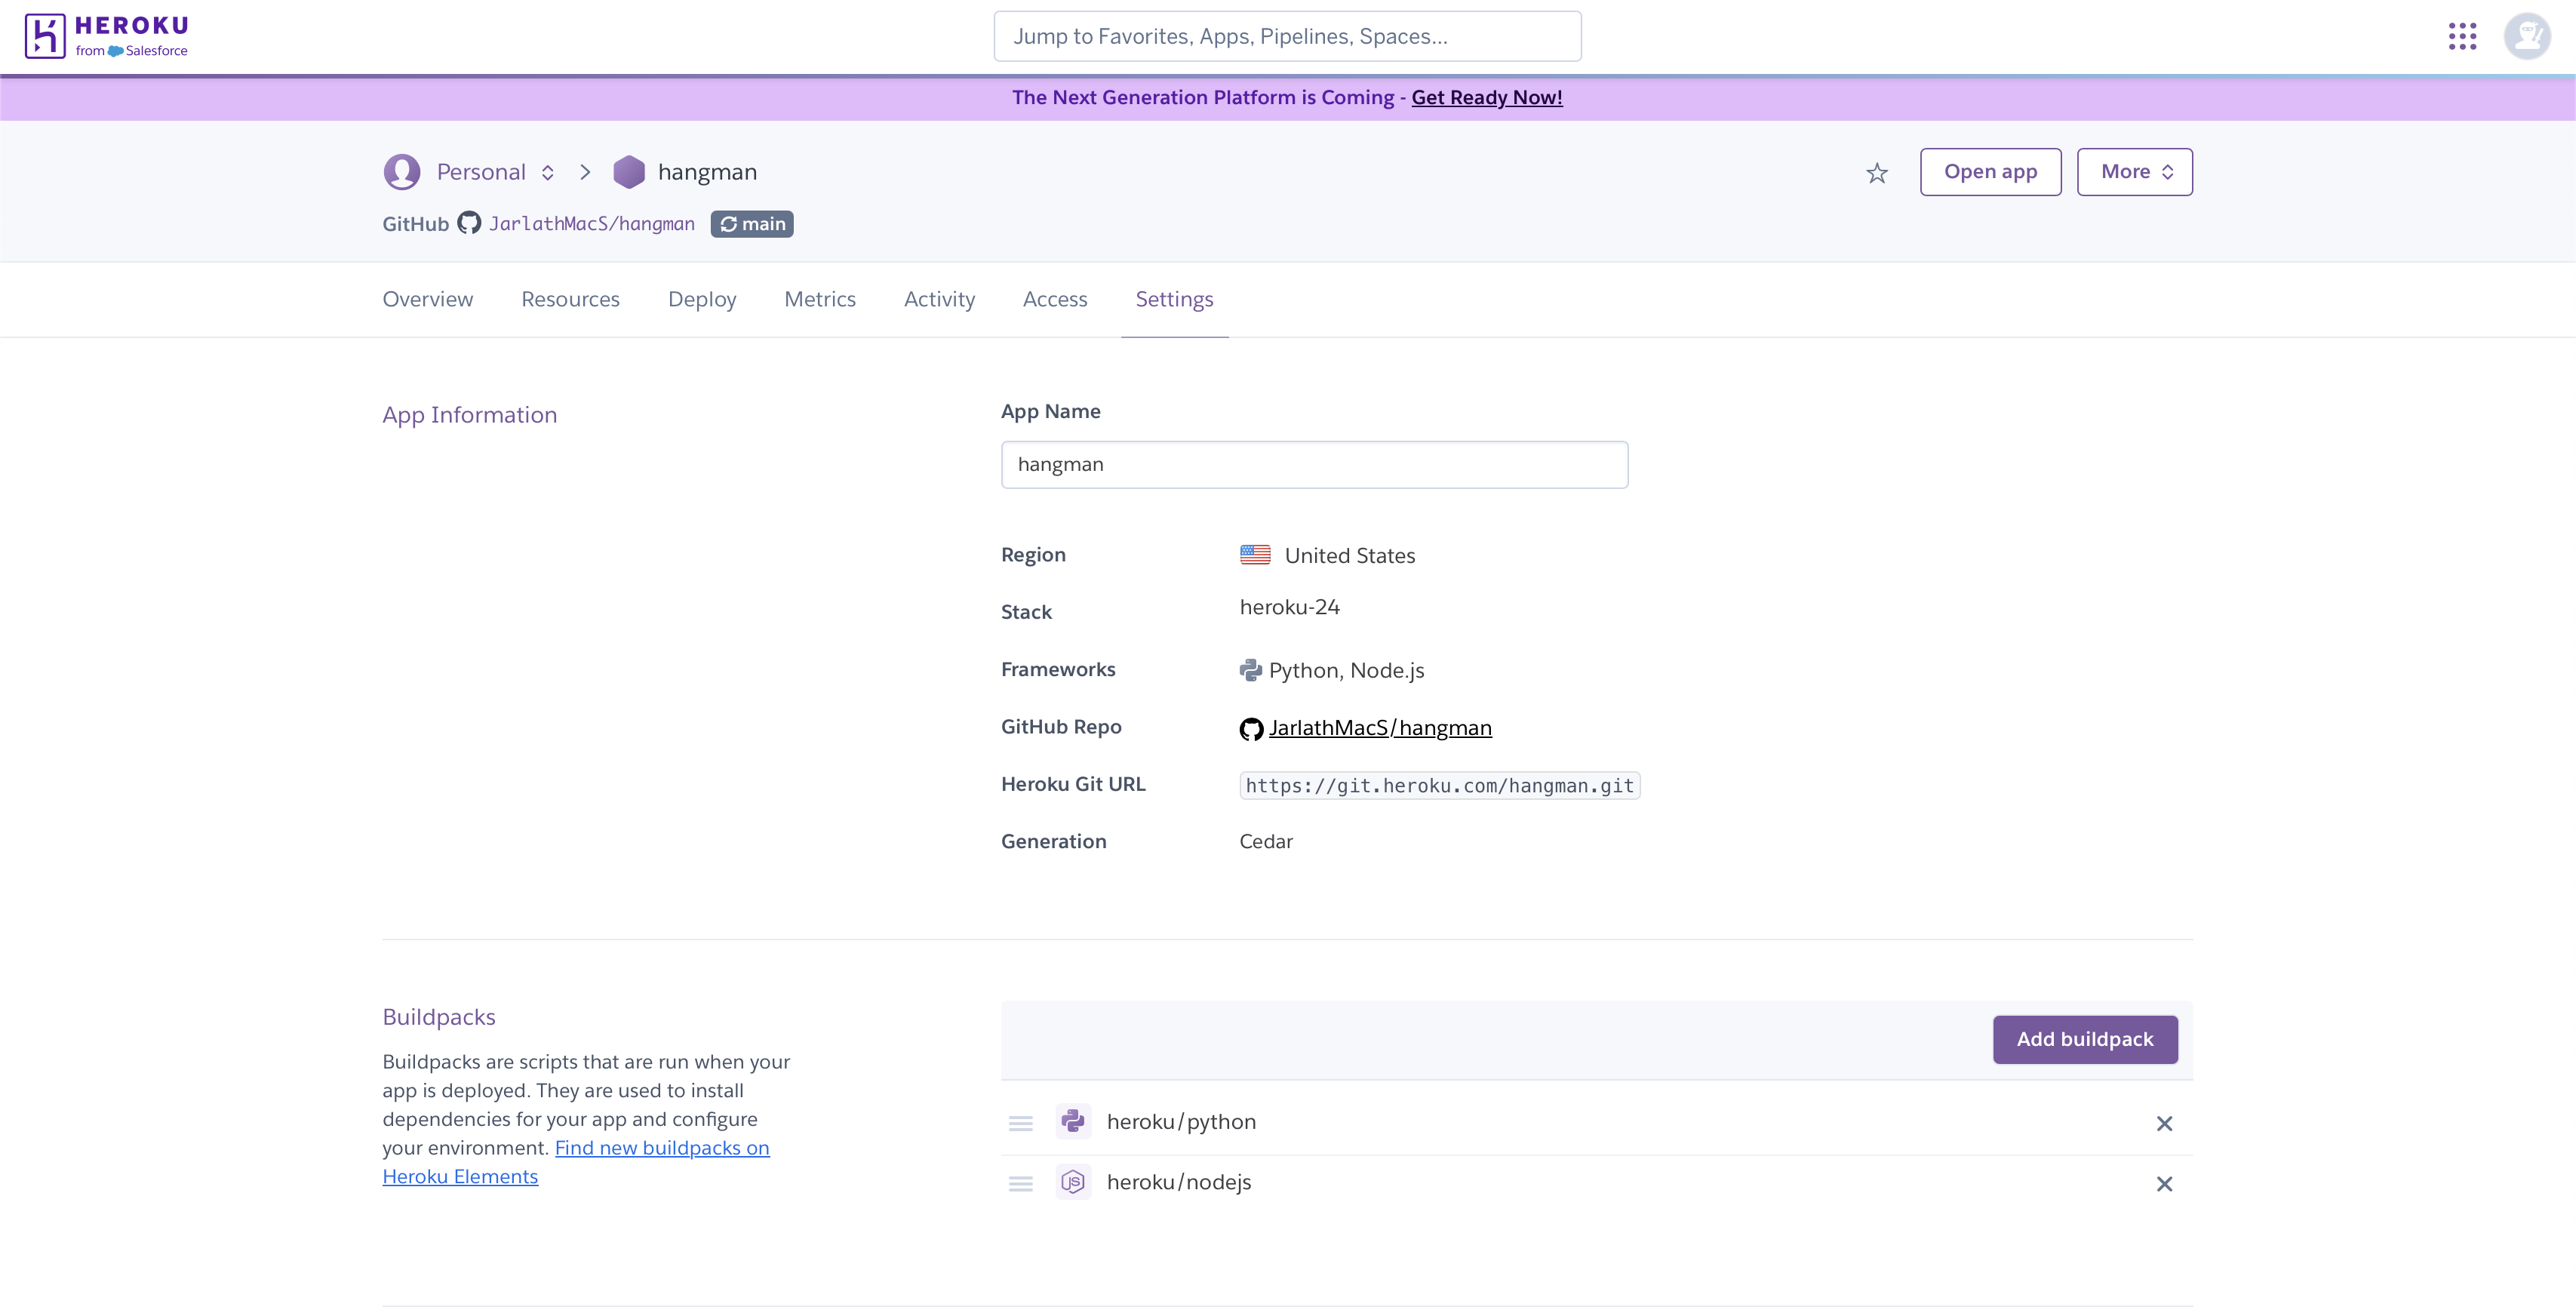 HEROKU
from Salesforce
Jump to Favorites, Apps, Pipelines, Spaces...
The Next Generation Platform is Coming - Get Ready Now!
Personal hangman
Open app
More
GitHub JarlathMacS/hangman main
Overview Resources Deploy Metrics Activity Access Settings
App Information
App Name
hangman
Region United States
Stack heroku-24
Frameworks Python, Node.js
GitHub Repo JarlathMacS/hangman
Heroku Git URL https://git.heroku.com/hangman.git
Generation Cedar
Buildpacks
Buildpacks are scripts that are run when your
app is deployed. They are used to install
dependencies for your app and configure
your environment. Find new buildpacks on
Heroku Elements
Add buildpack
heroku/python
JS heroku/nodejs